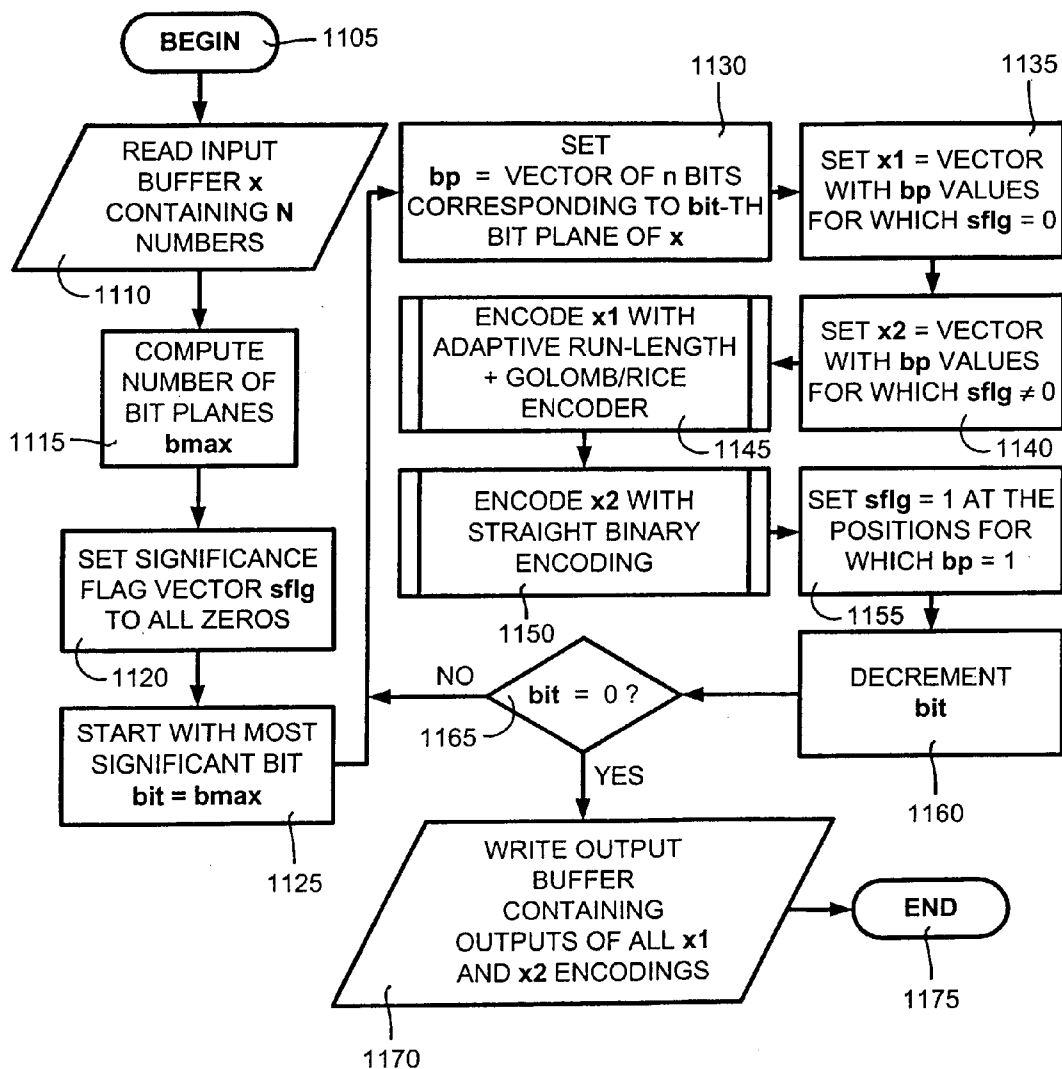 BEGIN
1105
READ INPUT
BUFFER x
CONTAINING N
NUMBERS
1110
COMPUTE
NUMBER OF
BIT PLANES
bmax
1115
SET SIGNIFICANCE
FLAG VECTOR sflg
TO ALL ZEROS
1120
START WITH MOST
SIGNIFICANT BIT
bit = bmax
1125
1130
SET
bp = VECTOR OF n BITS
CORRESPONDING TO bit-TH
BIT PLANE OF x
1135
SET x1 = VECTOR
WITH bp VALUES
FOR WHICH sflg = 0
SET x2 = VECTOR
WITH bp VALUES
FOR WHICH sflg ≠ 0
1140
ENCODE x1 WITH
ADAPTIVE RUN-LENGTH
+ GOLOMB/RICE
ENCODER
1145
ENCODE x2 WITH
STRAIGHT BINARY
ENCODING
1150
SET sflg = 1 AT THE
POSITIONS FOR
WHICH bp = 1
1155
DECREMENT
bit
1160
NO
bit = 0 ?
1165
YES
WRITE OUTPUT
BUFFER
CONTAINING
OUTPUTS OF ALL x1
AND x2 ENCODINGS
1170
END
1175